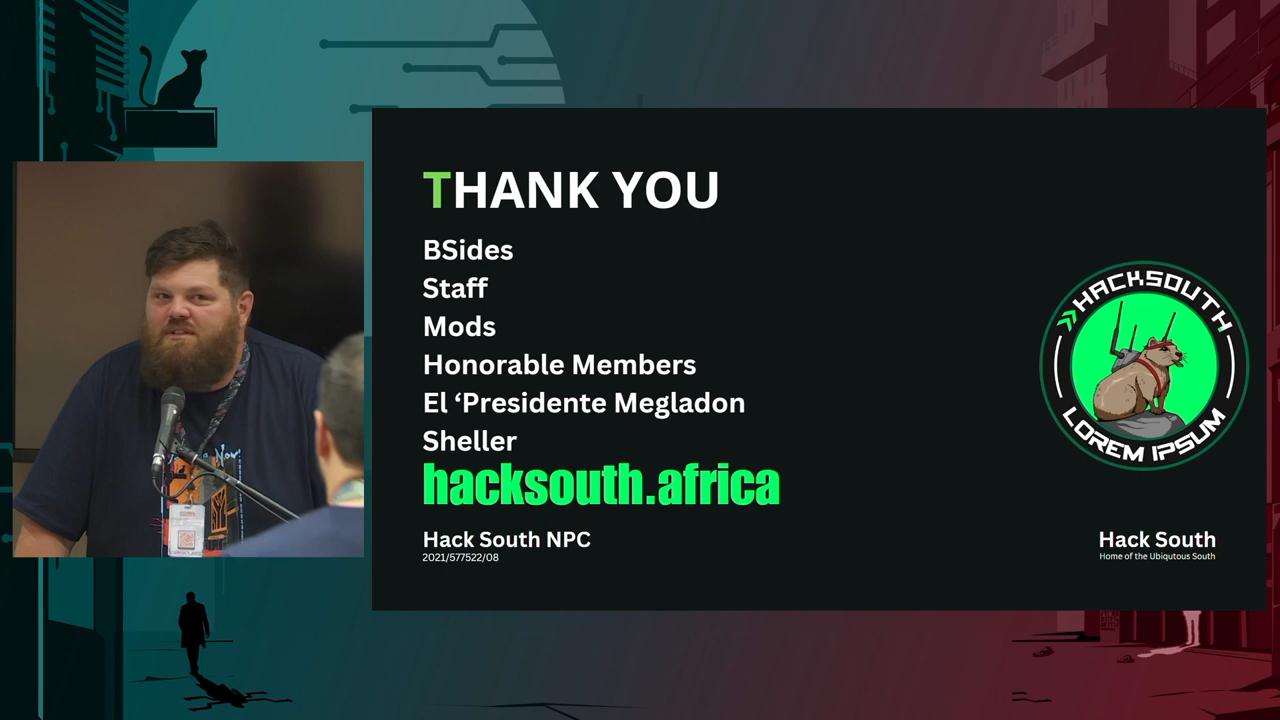 THANK YOU
BSides
Staff
Mods
Honorable Members
El ‘Presidente Megladon
Sheller
hacksouth.africa
Hack South NPC
2021/577522/08
HACKSOUTH
LOREM IPSUM
Hack South
Home of the Ubiqutous South